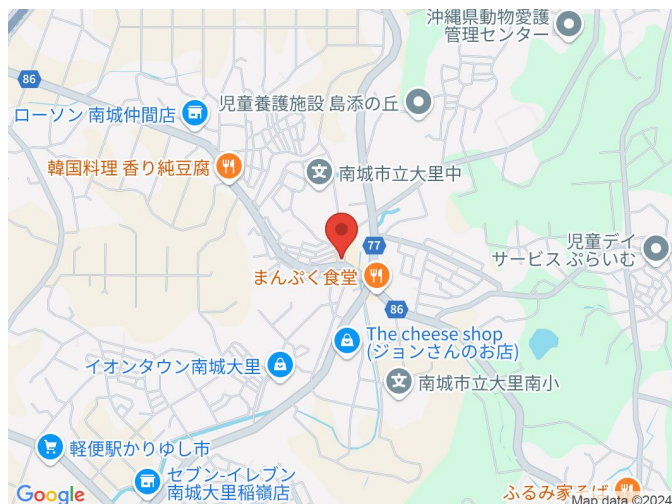 沖縄県動物愛護
管理センター
86
ローソン 南城仲間店
児童養護施設 島添の丘
韓国料理 香り純豆腐
文
南城市立大里中
77
児童デイ
サービス ぷらいむ
まんぷく食堂
86
The cheese shop
(ジョンさんのお店)
イオンタウン南城大里
文
南城市立大里南小
軽便駅かりゆし市
セブン-イレブン
南城大里稲嶺店
ふるみ家そば
Google
Map data ©2024